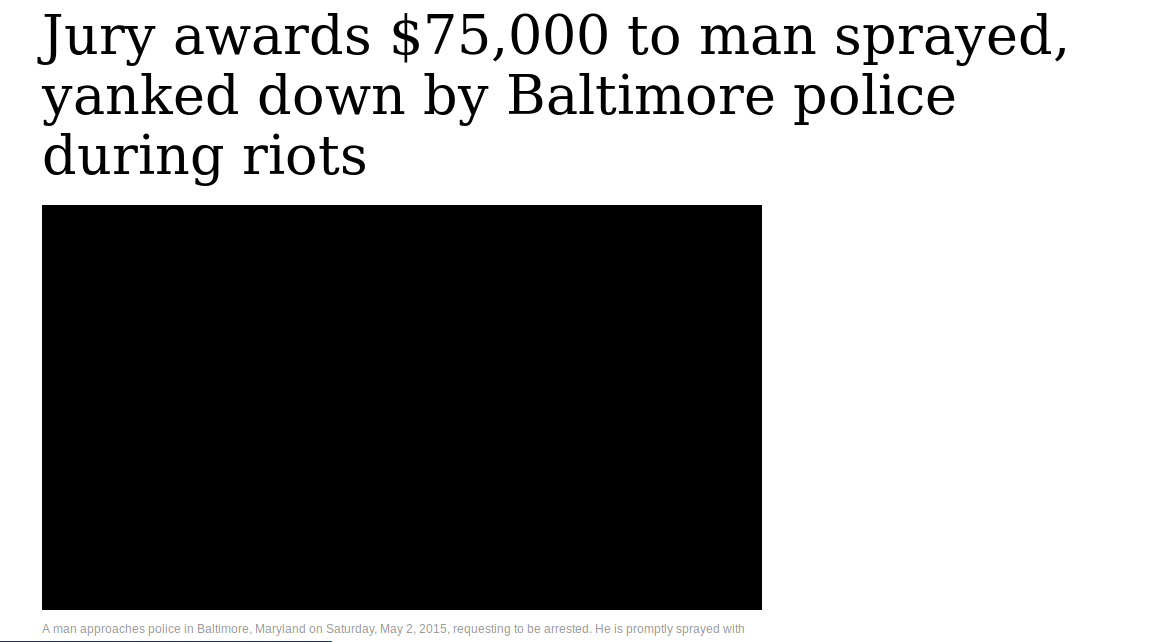 Jury awards $75,000 to man sprayed,
yanked down by Baltimore police
during riots
A man approaches police in Baltimore, Maryland on Saturday, May 2, 2015, requesting to be arrested. He is promptly sprayed with